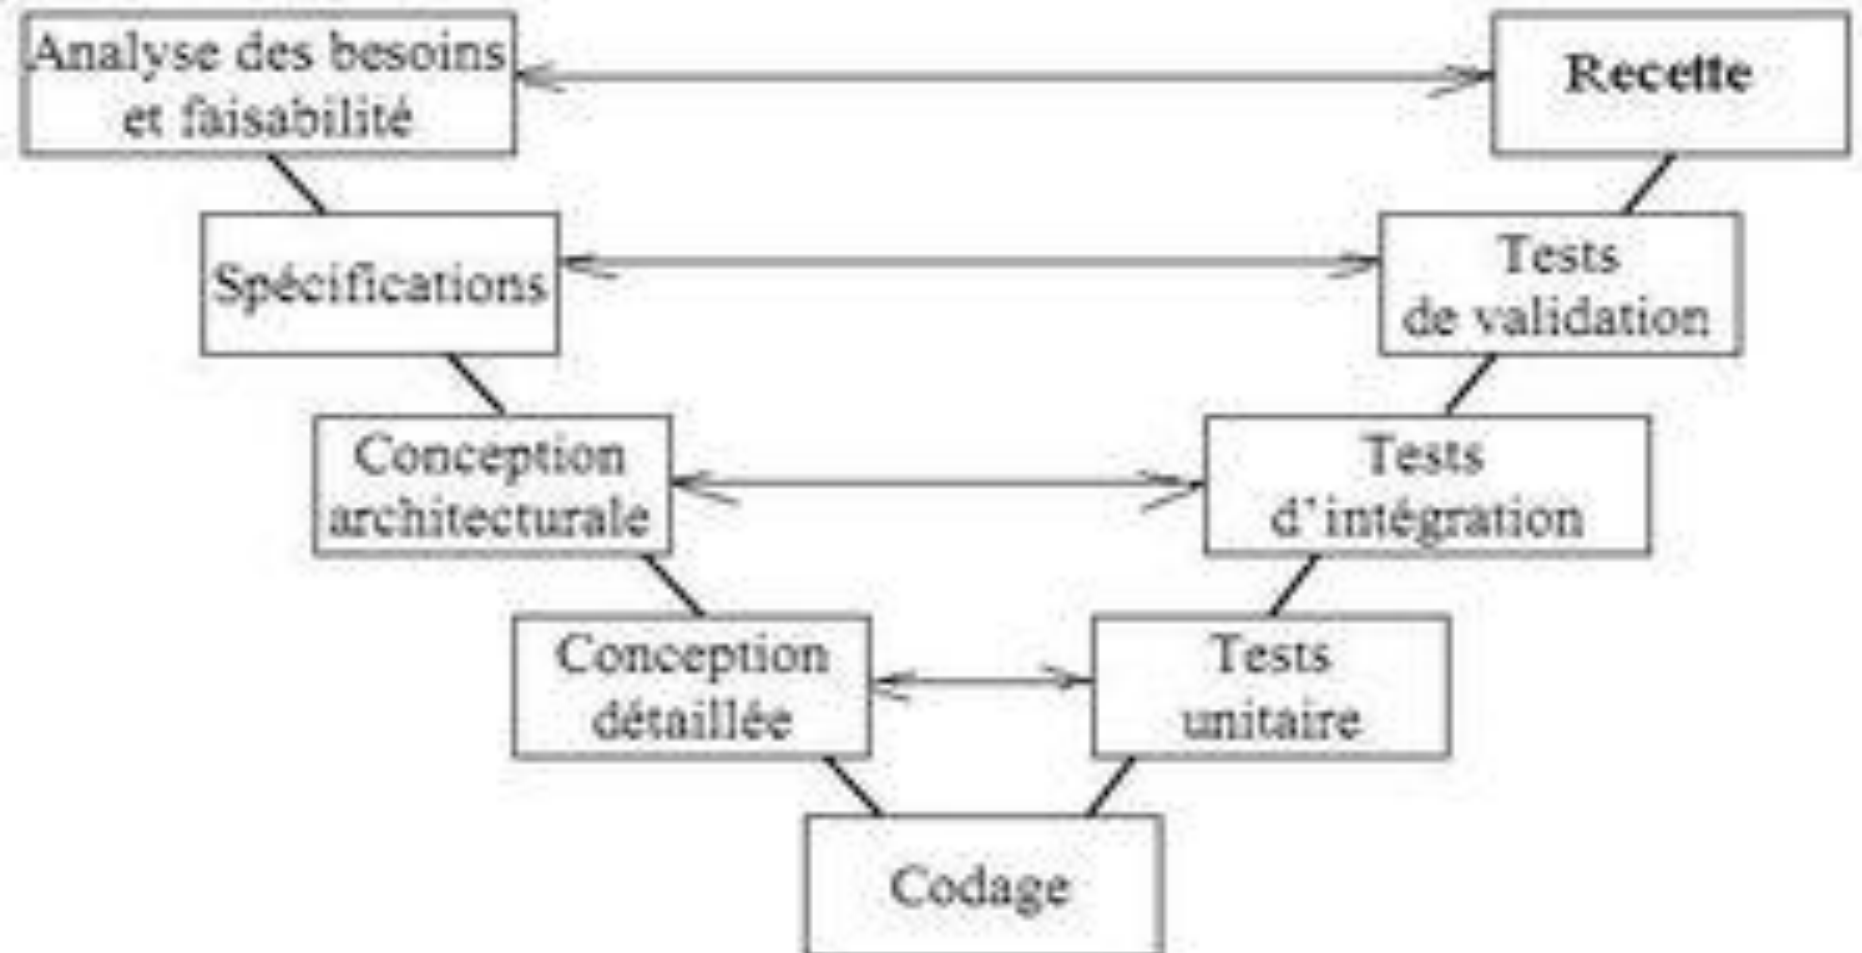 Analyse des besoins
et faisabilité
Recette
Spécifications
Tests
de validation
Conception
architecturale
Tests
d'intégration
Conception
détaillée
Tests
unitaire
Codage